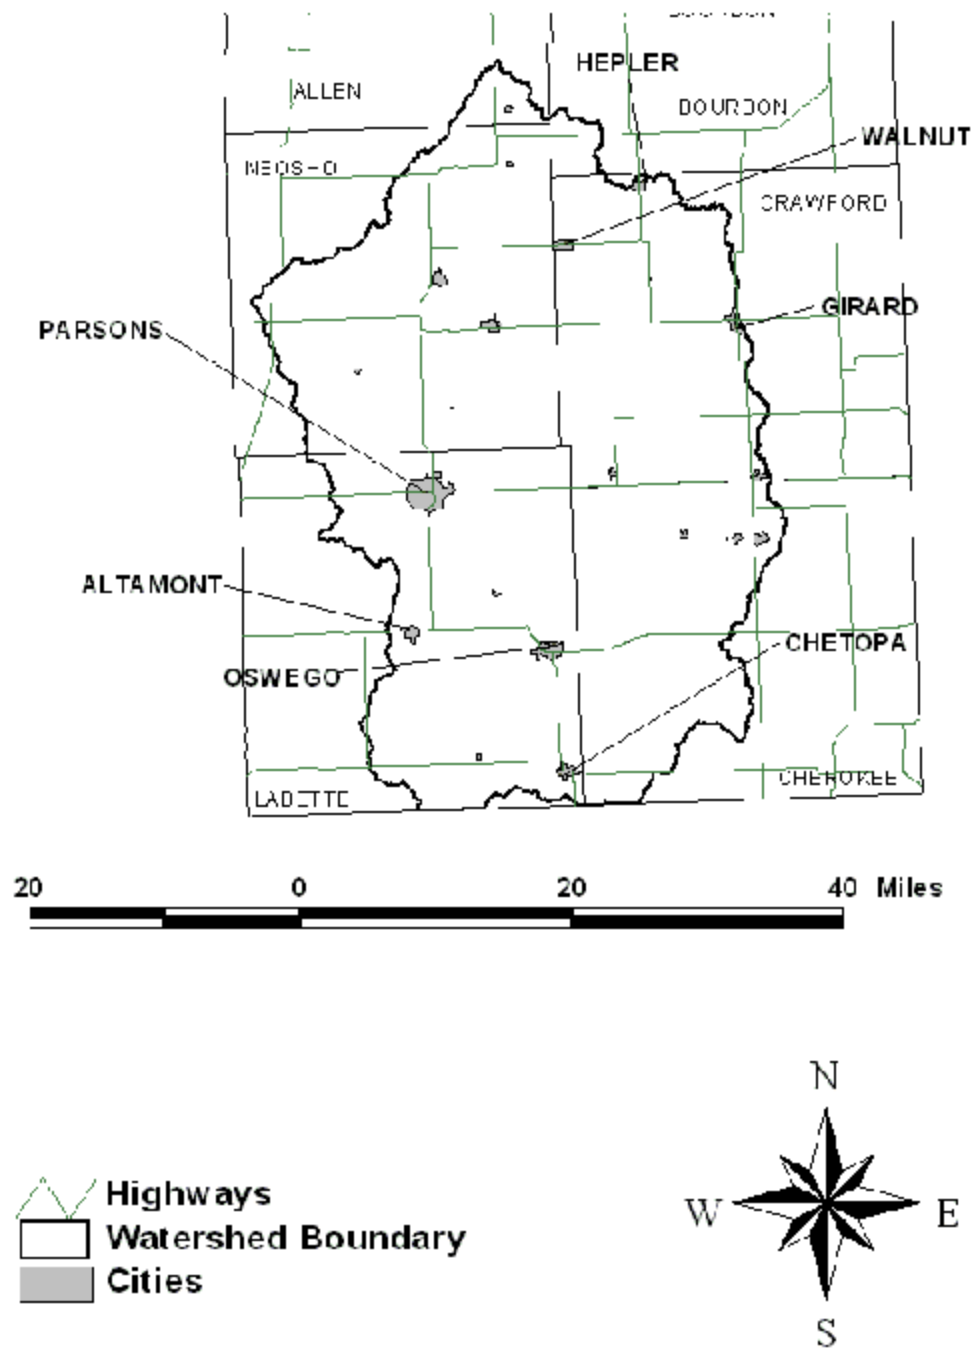 HEPLER
ALLEN
BOURBON
WALNUT
NEOSHO
CRAWFORD
GIRARD
PARSONS
ALTAMONT
CHETOPA
OSWEGO
CHEROKEE
LABETTE
20 0 20 40 Miles
N
W E
S
Highways
Watershed Boundary
Cities